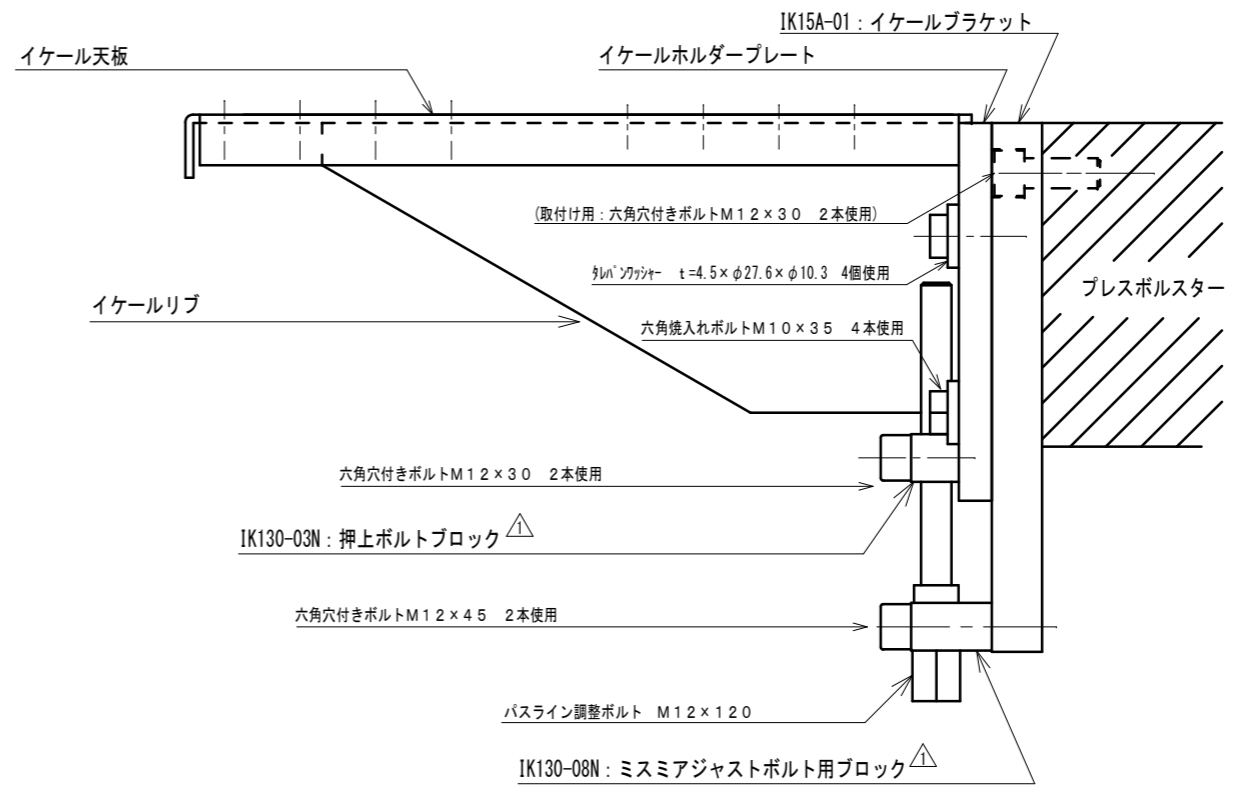 IK15A-01：イケールブラケット
イケール天板
イケールホルダープレート
(取付け用：六角穴付きボルトM12×30　2本使用)
ﾀﾚﾊﾟﾝﾜｯｼｬｰ　t=4.5×φ27.6×φ10.3　4個使用
プレスボルスター
イケールリブ
六角焼入れボルトM10×35　4本使用
六角穴付きボルトM12×30　2本使用
IK130-03N：押上ボルトブロック 1
六角穴付きボルトM12×45　2本使用
パスライン調整ボルト　M12×120
IK130-08N：ミスミアジャストボルト用ブロック 1